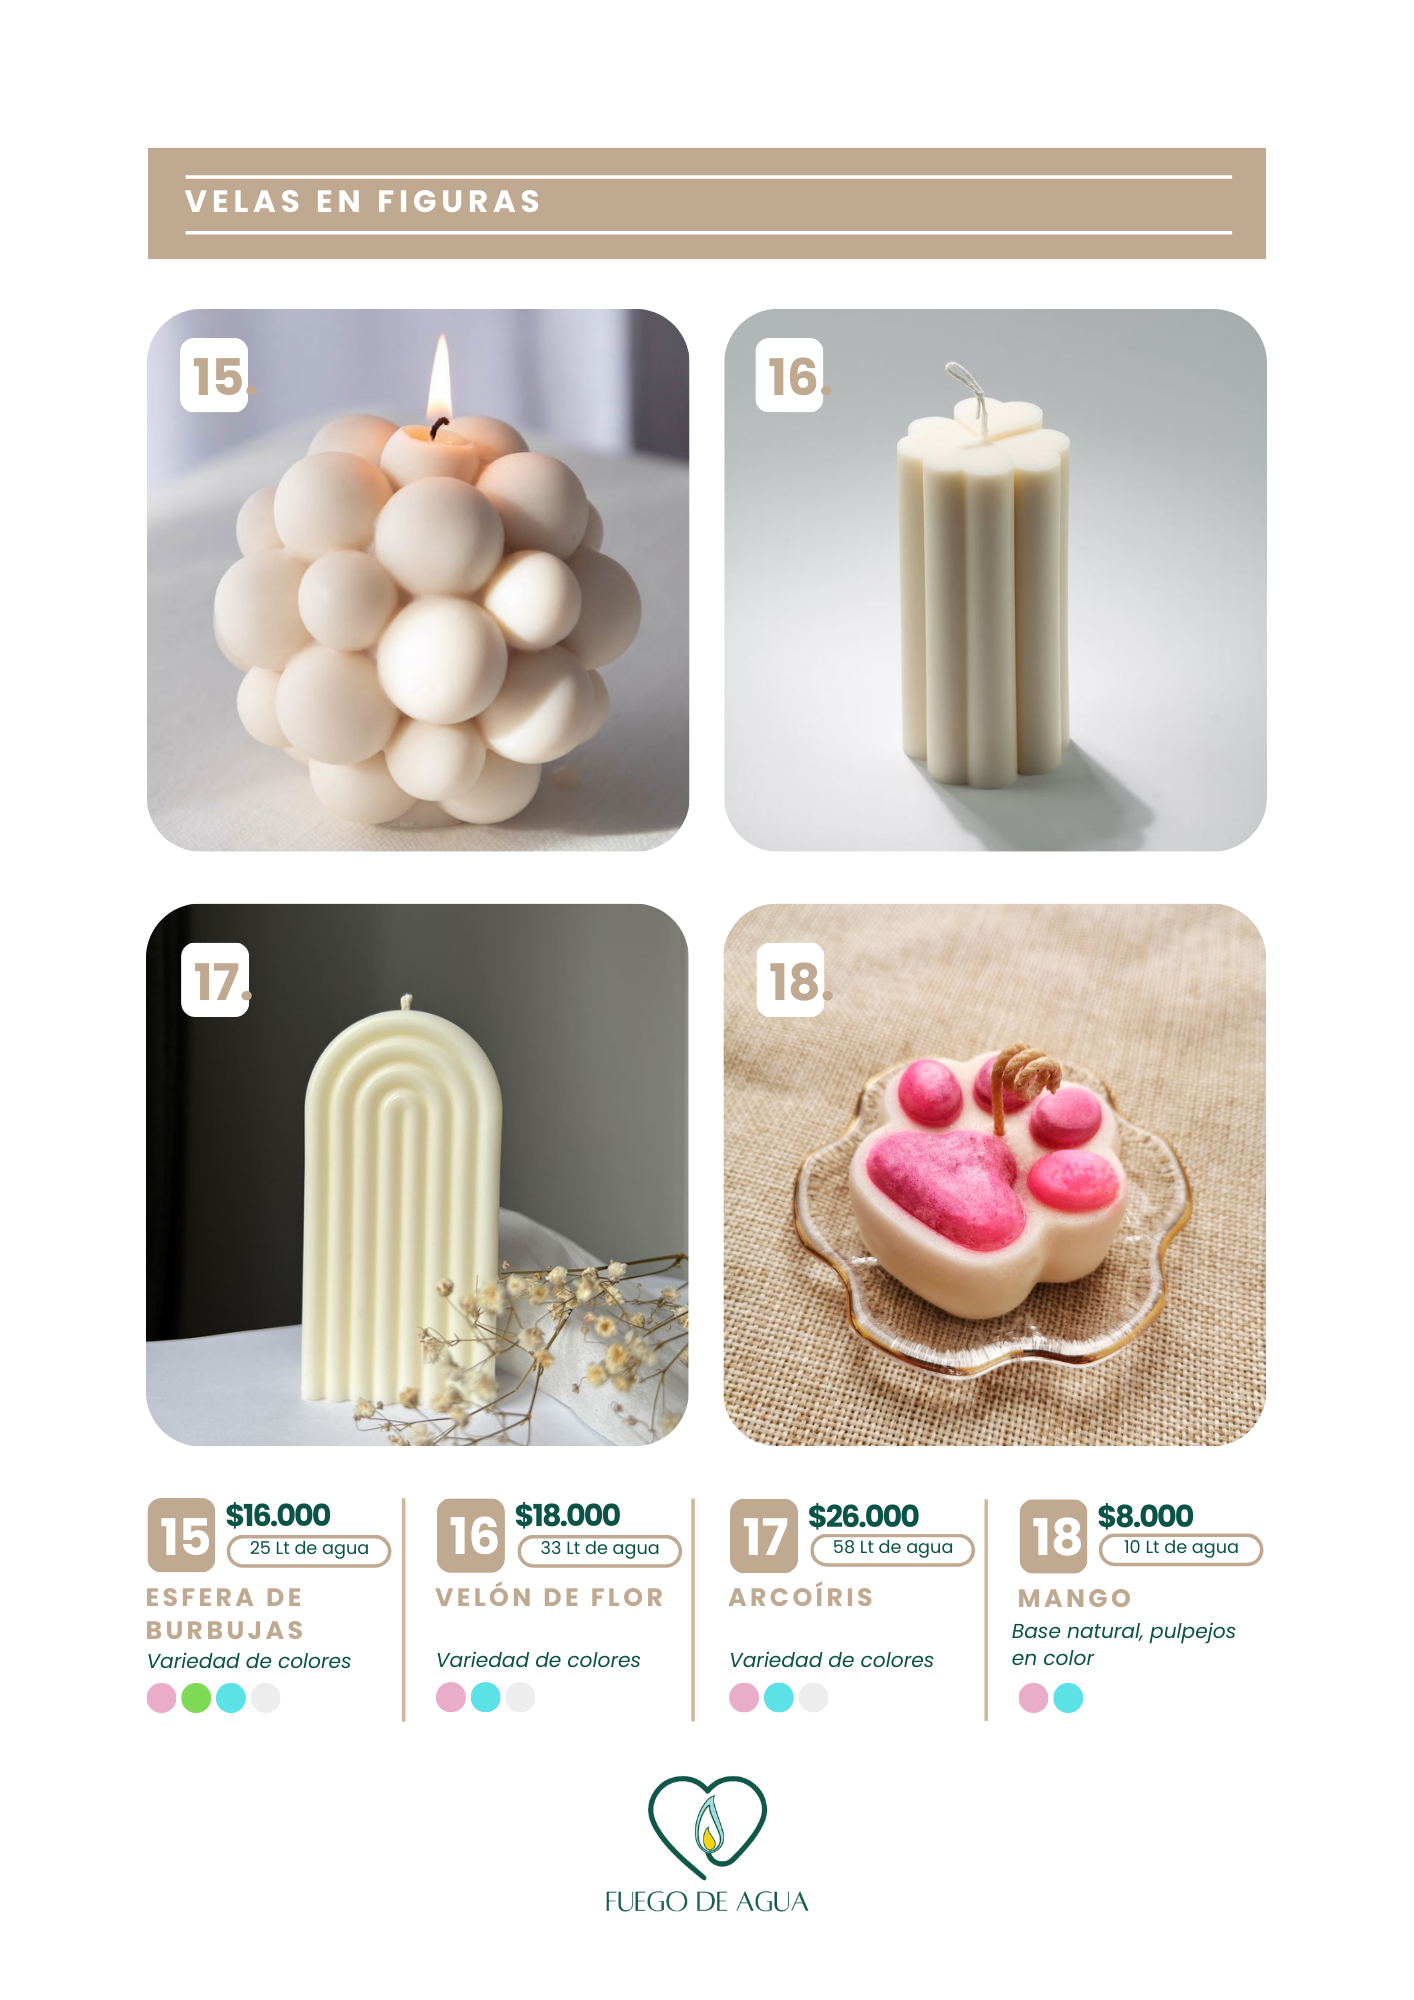 VELAS EN FIGURAS
15.
16.
17.
18.
15
$16.000
25 Lt de agua
ESFERA DE
BURBUJAS
Variedad de colores
16
$18.000
33 Lt de agua
VELÓN DE FLOR
Variedad de colores
17
$26.000
58 Lt de agua
ARCOÍRIS
Variedad de colores
18
$8.000
10 Lt de agua
MANGO
Base natural, pulpejos
en color
FUEGO DE AGUA